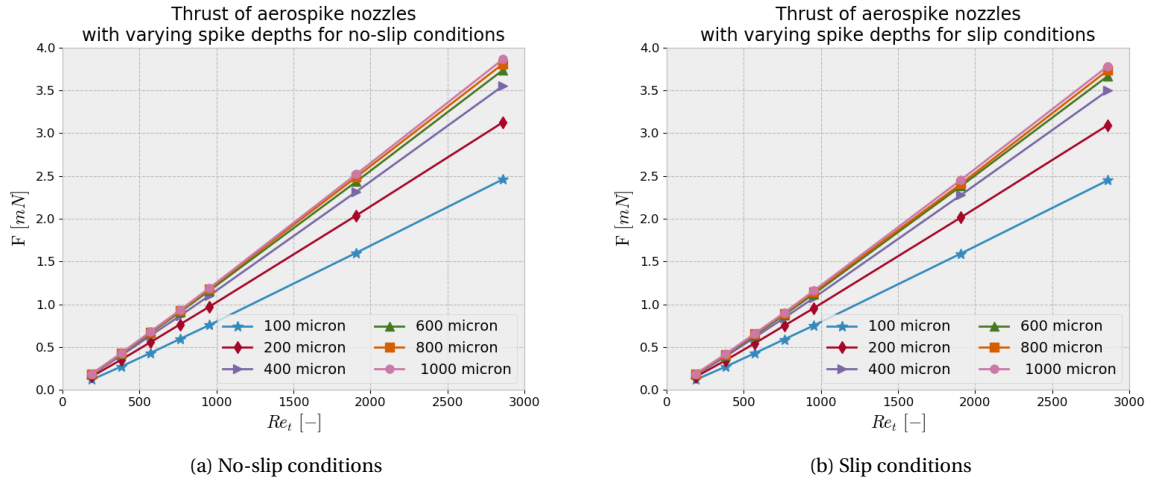 Thrust of aerospike nozzles
with varying spike depths for no-slip conditions
4.0
3.5
3.0
2.5
2.0
1.5
1.0
0.5
0.0
F [mN]
100 micron
200 micron
400 micron
600 micron
800 micron
1000 micron
0 500 1000 1500 2000 2500 3000
Re_t [−]
(a) No-slip conditions
Thrust of aerospike nozzles
with varying spike depths for slip conditions
4.0
3.5
3.0
2.5
2.0
1.5
1.0
0.5
0.0
F [mN]
100 micron
200 micron
400 micron
600 micron
800 micron
1000 micron
0 500 1000 1500 2000 2500 3000
Re_t [−]
(b) Slip conditions